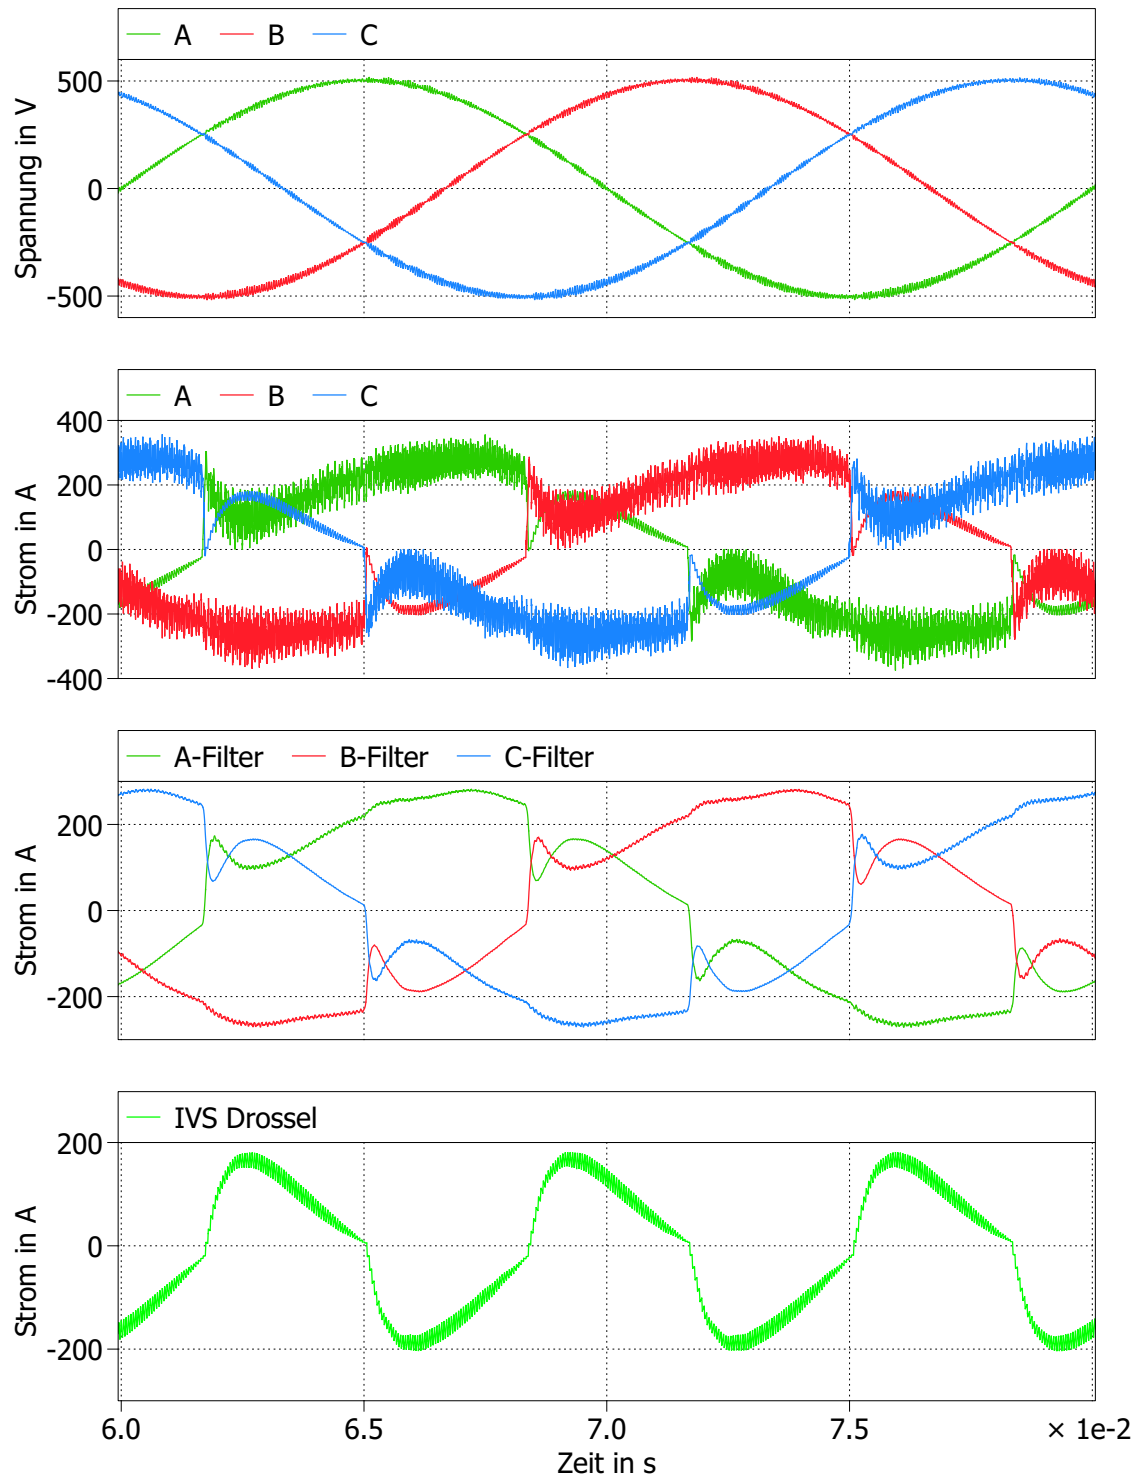 A B C
500
0
-500
Spannung in V
A B C
400
200
0
-200
-400
Strom in A
A-Filter B-Filter C-Filter
200
0
-200
Strom in A
IVS Drossel
200
0
-200
Strom in A
6.0 6.5 7.0 7.5 × 1e-2
Zeit in s